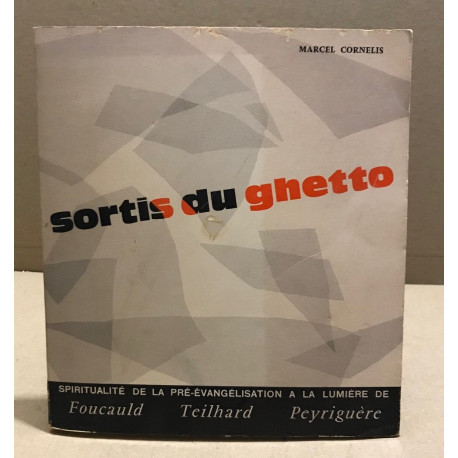 MARCEL CORNELIS
sortis du ghetto
SPIRITUALITÉ DE LA PRÉ-ÉVANGÉLISATION A LA LUMIÈRE DE
Foucauld Teilhard Peyriguère